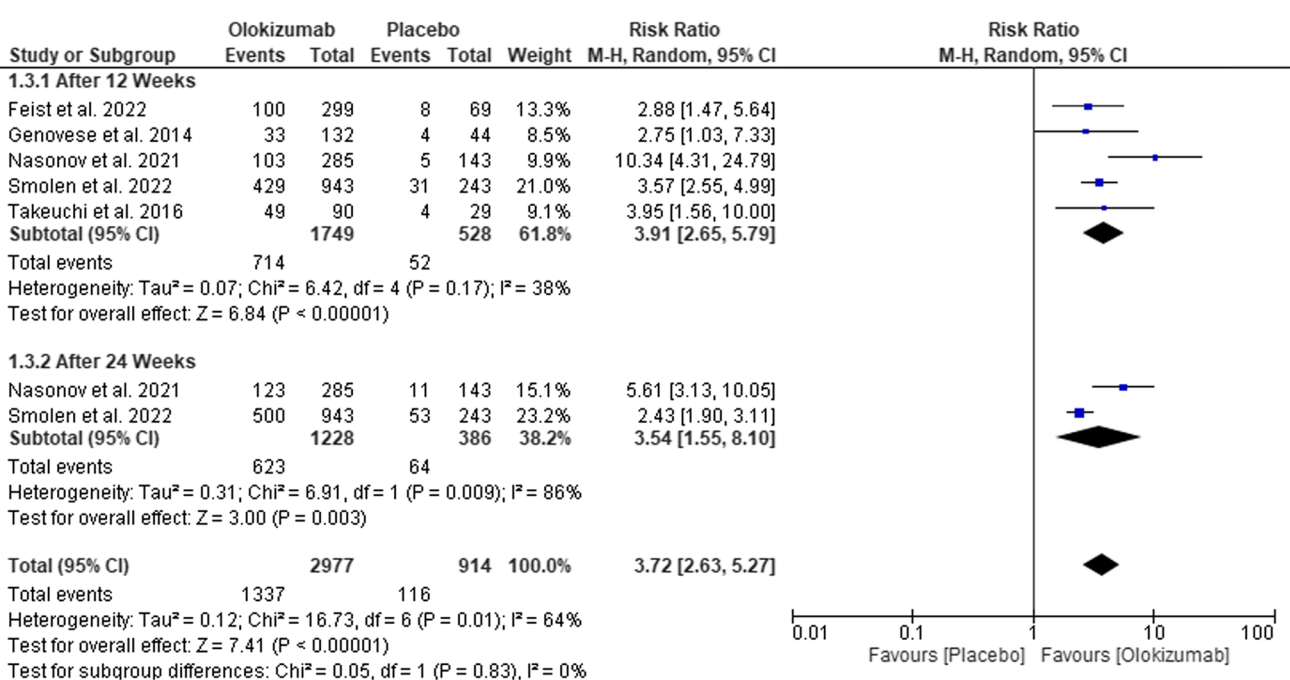 Olokizumab Placebo Risk Ratio Risk Ratio
Study or Subgroup Events Total Events Total Weight M-H, Random, 95% CI M-H, Random, 95% CI
1.3.1 After 12 Weeks
Feist et al. 2022 100 299 8 69 13.3% 2.88 [1.47, 5.64]
Genovese et al. 2014 33 132 4 44 8.5% 2.75 [1.03, 7.33]
Nasonov et al. 2021 103 285 5 143 9.9% 10.34 [4.31, 24.79]
Smolen et al. 2022 429 943 31 243 21.0% 3.57 [2.55, 4.99]
Takeuchi et al. 2016 49 90 4 29 9.1% 3.95 [1.56, 10.00]
Subtotal (95% CI) 1749 528 61.8% 3.91 [2.65, 5.79]
Total events 714 52
Heterogeneity: Tau² = 0.07; Chi² = 6.42, df = 4 (P = 0.17); I² = 38%
Test for overall effect: Z = 6.84 (P < 0.00001)
1.3.2 After 24 Weeks
Nasonov et al. 2021 123 285 11 143 15.1% 5.61 [3.13, 10.05]
Smolen et al. 2022 500 943 53 243 23.2% 2.43 [1.90, 3.11]
Subtotal (95% CI) 1228 386 38.2% 3.54 [1.55, 8.10]
Total events 623 64
Heterogeneity: Tau² = 0.31; Chi² = 6.91, df = 1 (P = 0.009); I² = 86%
Test for overall effect: Z = 3.00 (P = 0.003)
Total (95% CI) 2977 914 100.0% 3.72 [2.63, 5.27]
Total events 1337 116
Heterogeneity: Tau² = 0.12; Chi² = 16.73, df = 6 (P = 0.01); I² = 64%
Test for overall effect: Z = 7.41 (P < 0.00001)
Test for subgroup differences: Chi² = 0.05, df = 1 (P = 0.83), I² = 0%
0.01 0.1 1 10 100
Favours [Placebo] Favours [Olokizumab]